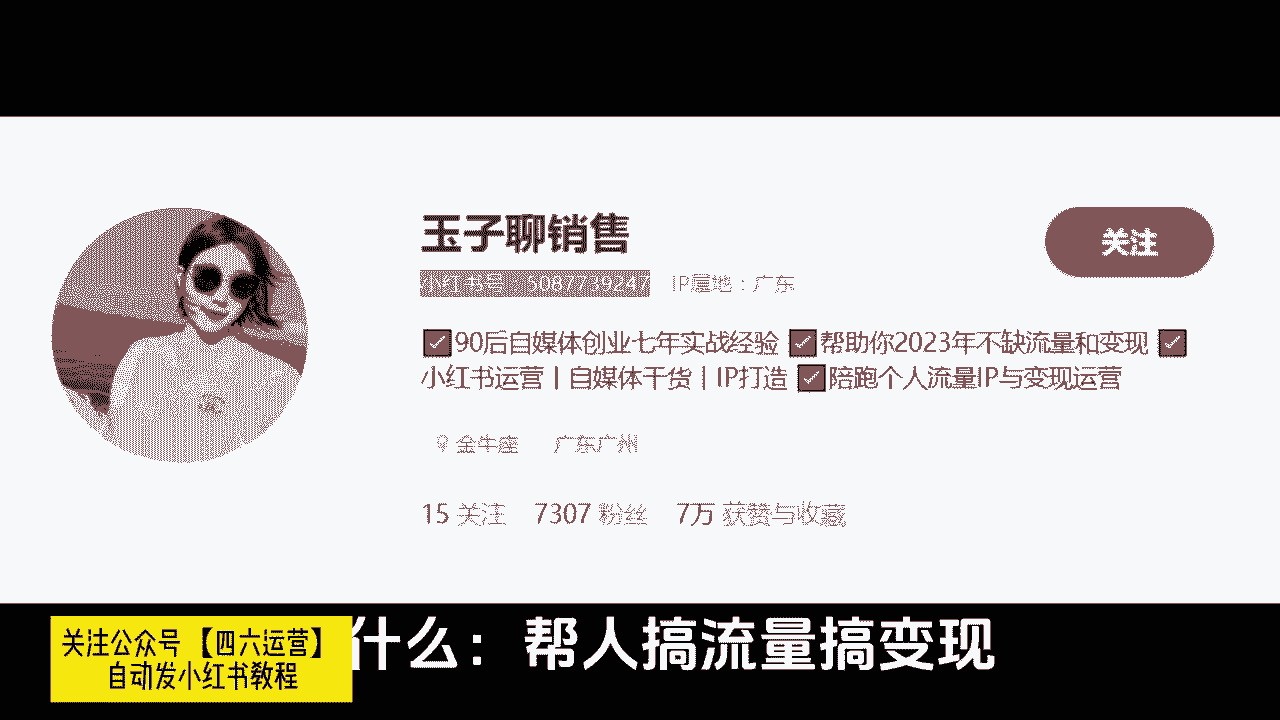 玉子聊销售
关注
小红书号：5087739247 IP属地：广东
90后自媒体创业七年实战经验 帮助你2023年不缺流量和变现
小红书运营丨自媒体干货丨IP打造 陪跑个人流量IP与变现运营
金牛座 广东广州
15 关注 7307 粉丝 7万 获赞与收藏
什么：帮人搞流量搞变现
关注公众号【四六运营】
自动发小红书教程